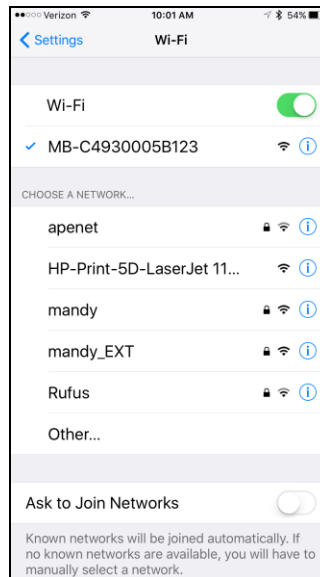 Verizon 10:01 AM 54%
Settings Wi-Fi
Wi-Fi
MB-C4930005B123
CHOOSE A NETWORK...
apenet
HP-Print-5D-LaserJet 11...
mandy
mandy_EXT
Rufus
Other...
Ask to Join Networks
Known networks will be joined automatically. If
no known networks are available, you will have to
manually select a network.